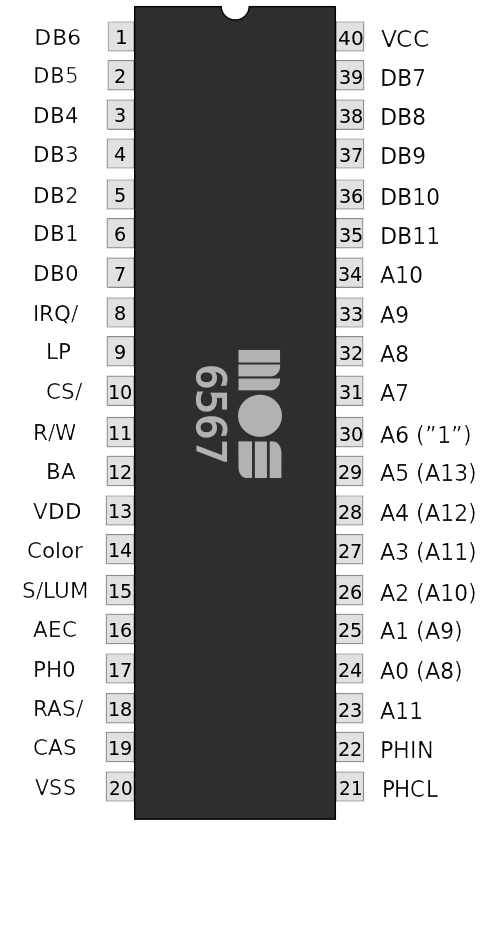 DB6 1 40 VCC
DB5 2 39 DB7
DB4 3 38 DB8
DB3 4 37 DB9
DB2 5 36 DB10
DB1 6 35 DB11
DB0 7 34 A10
IRQ/ 8 33 A9
LP 9 32 A8
CS/ 10 31 A7
R/W 11 30 A6 (”1”)
BA 12 29 A5 (A13)
VDD 13 28 A4 (A12)
Color 14 27 A3 (A11)
S/LUM 15 26 A2 (A10)
AEC 16 25 A1 (A9)
PH0 17 24 A0 (A8)
RAS/ 18 23 A11
CAS 19 22 PHIN
VSS 20 21 PHCL
mos
6567